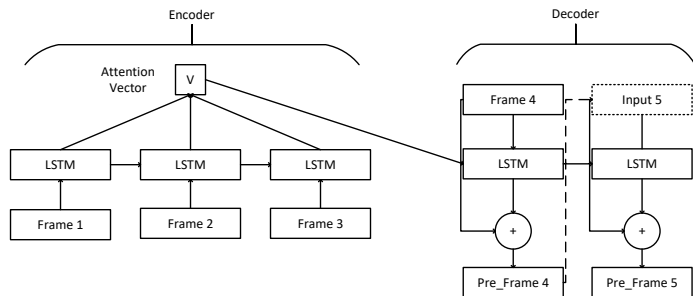 Encoder
Decoder
Attention
Vector
V
Frame 4
Input 5
LSTM
LSTM
LSTM
LSTM
LSTM
Frame 1
Frame 2
Frame 3
+
+
Pre_Frame 4
Pre_Frame 5